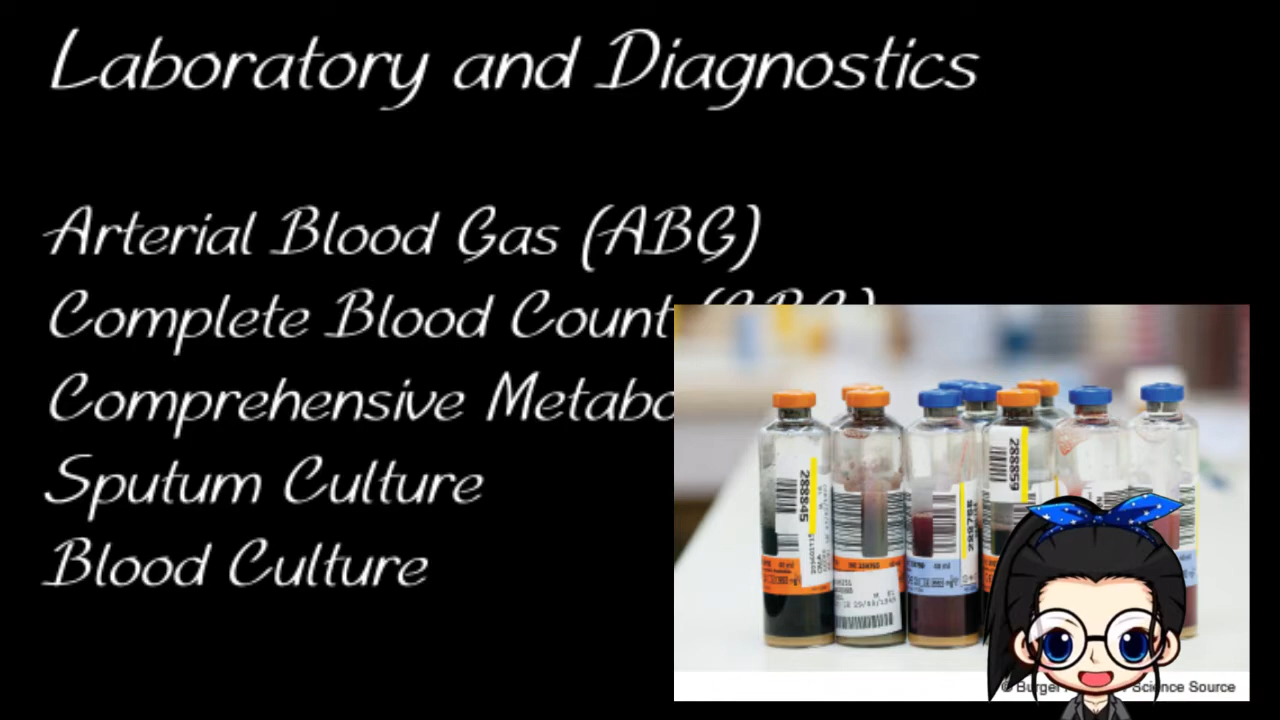 Laboratory and Diagnostics
Arterial Blood Gas (ABG)
Complete Blood Count (CBC)
Comprehensive Metabo
Sputum Culture
Blood Culture
288845
288859
Science Source